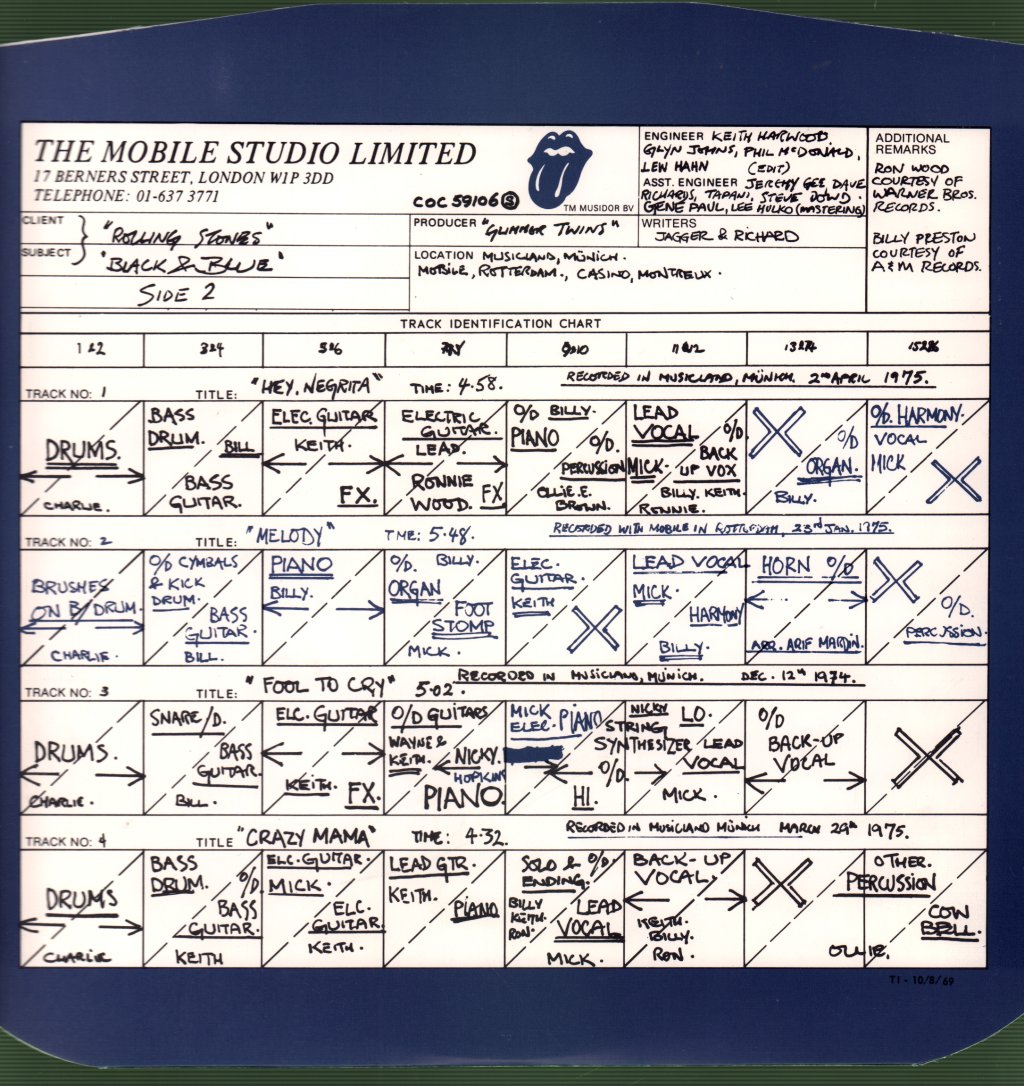 THE MOBILE STUDIO LIMITED
17 BERNERS STREET, LONDON W1P 3DD
TELEPHONE: 01-637 3771
COC 59106 S
TM MUSIDOR BV
ENGINEER KEITH HARWOOD
GLYN JOHNS, PHIL McDONALD,
LEW HAHN (EDIT)
ASST. ENGINEER JEREMY GEE DAVE
RICHARDS, TAPANI, STEVE DOWD.
GENE PAUL, LEE HULKO (MASTERING)
ADDITIONAL
REMARKS
RON WOOD
COURTESY OF
WARNER BROS.
RECORDS.
BILLY PRESTON
COURTESY OF
A&M RECORDS.
CLIENT "ROLLING STONES"
SUBJECT 'BLACK & BLUE'
SIDE 2
PRODUCER "GLIMMER TWINS"
WRITERS
JAGGER & RICHARD
LOCATION MUSICLAND, MÜNICH.
MOBILE, ROTTERDAM., CASINO, MONTREUX.
TRACK IDENTIFICATION CHART
1 & 2 3&4 5&6 9&10 11 &12 13&14 15&16
TRACK NO: 1 TITLE: "HEY, NEGRITA" TIME: 4.58. RECORDED IN MUSICLAND, MÜNICH. 2nd APRIL 1975.
DRUMS.
CHARLIE.
BASS
DRUM.
BILL
BASS
GUITAR.
ELEC. GUITAR
KEITH.
FX.
ELECTRIC
GUITAR.
LEAD.
RONNIE
WOOD.
FX
O/D BILLY.
PIANO
O/D.
PERCUSSION
OLLIE.E.
BROWN.
LEAD
VOCAL
MICK.
O/D
BACK
UP VOX
BILLY. KEITH.
RONNIE.
O/D
ORGAN.
BILLY.
O/D. HARMONY.
VOCAL
MICK
TRACK NO: 2 TITLE: "MELODY" TME: 5.48. RECORDED WITH MOBILE IN ROTTERDAM, 23rd JAN. 1975.
BRUSHES
ON B/DRUM.
CHARLIE.
O/D CYMBALS
& KICK
DRUM.
BASS
GUITAR.
BILL.
PIANO
BILLY.
O/D. BILLY.
ORGAN
FOOT
STOMP
MICK.
ELEC.
GUITAR.
KEITH
LEAD VOCAL
MICK.
HARMONY
BILLY.
HORN O/D
ARR. ARIF MARDIN.
O/D.
PERCUSSION.
TRACK NO: 3 TITLE: "FOOL TO CRY" 5.02. RECORDED IN MUSICLAND, MÜNICH. DEC. 12th 1974.
DRUMS.
CHARLIE.
SNARE/D.
BASS
GUITAR.
BILL.
ELC. GUITAR
KEITH.
FX.
O/D GUITARS
WAYNE &
KEITH.
NICKY.
HOPKINS
PIANO.
MICK
ELEC. PIANO
STRING
SYNTHESIZER
O/D.
HI.
NICKY
LO.
LEAD
VOCAL
MICK.
O/D
BACK-UP
VOCAL
TRACK NO: 4 TITLE "CRAZY MAMA" TIME: 4.32. RECORDED IN MUSICLAND MÜNICH MARCH 29th 1975.
DRUMS
CHARLIE
BASS
DRUM.
O/D.
BASS
GUITAR.
KEITH
ELC. GUITAR.
MICK.
ELC.
GUITAR.
KEITH.
LEAD GTR.
KEITH.
PIANO
SOLO & O/D
ENDING.
BILLY
KEITH.
RON.
LEAD
VOCAL
MICK.
BACK-UP
VOCAL.
KEITH.
BILLY.
RON.
OTHER.
PERCUSSION
COW
BELL.
OLLIE.
T1 - 10/8/69